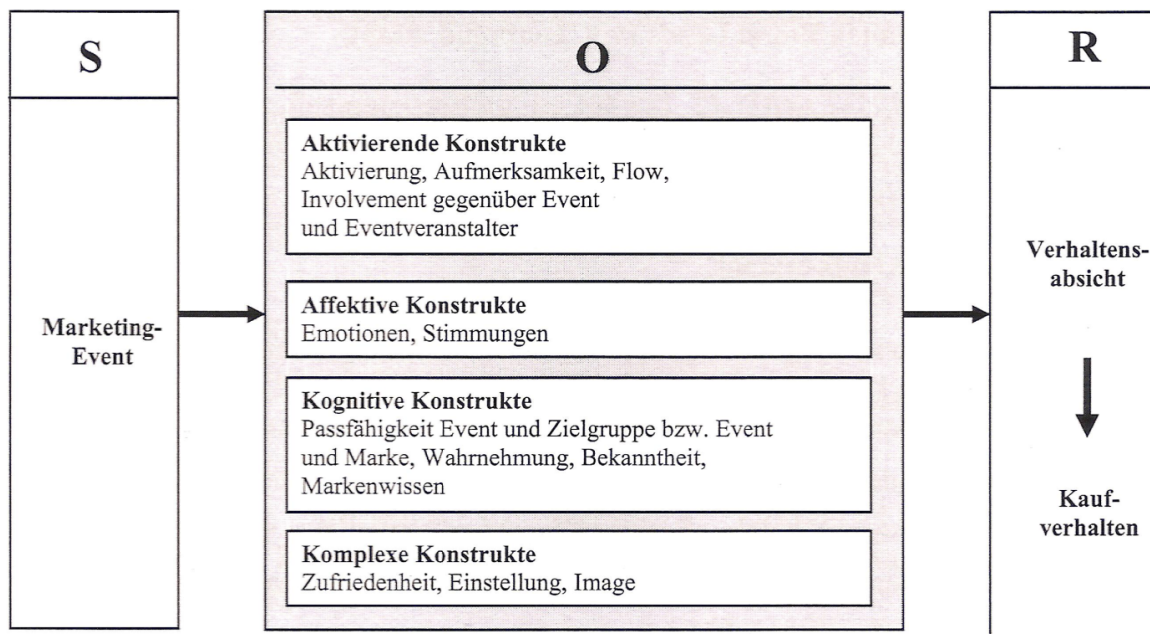 S
Marketing-
Event
O
Aktivierende Konstrukte
Aktivierung, Aufmerksamkeit, Flow,
Involvement gegenüber Event
und Eventveranstalter
Affektive Konstrukte
Emotionen, Stimmungen
Kognitive Konstrukte
Passfähigkeit Event und Zielgruppe bzw. Event
und Marke, Wahrnehmung, Bekanntheit,
Markenwissen
Komplexe Konstrukte
Zufriedenheit, Einstellung, Image
R
Verhaltens-
absicht
Kauf-
verhalten